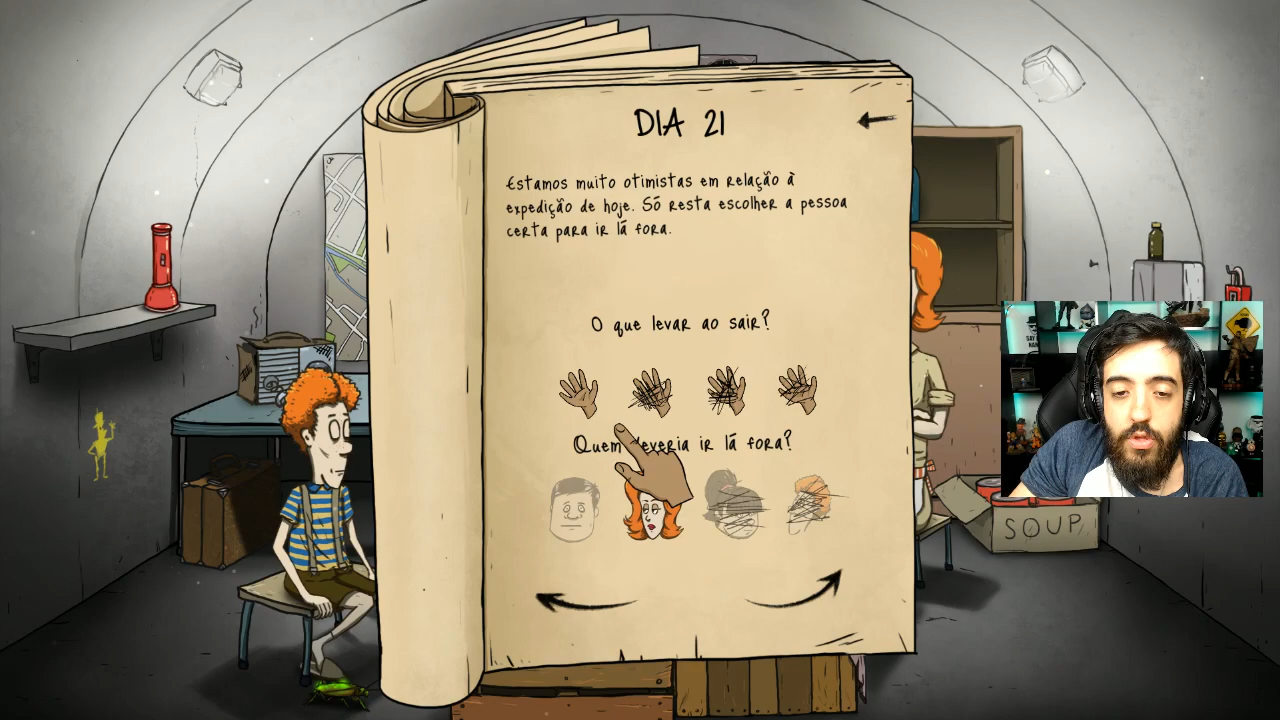 DIA 21
Estamos muito otimistas em relação à
expedição de hoje. Só resta escolher a pessoa
certa para ir lá fora.
O que levar ao sair?
Quem deveria ir lá fora?
SOUP